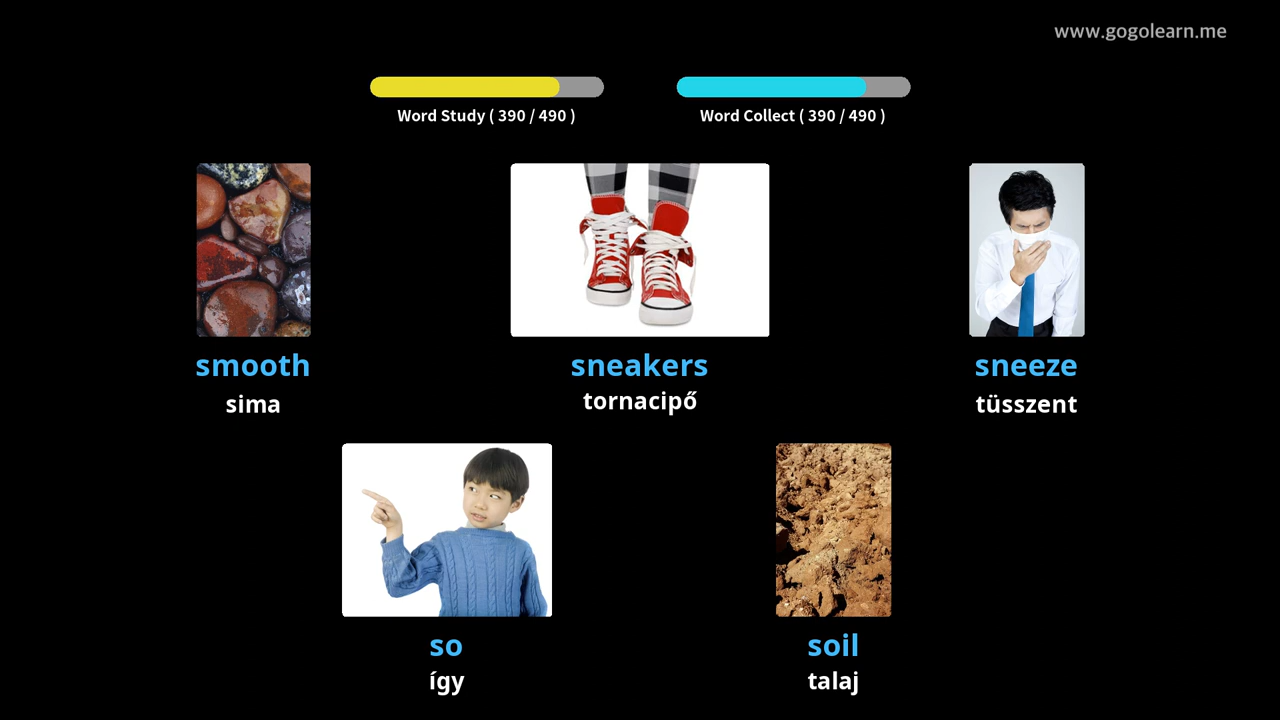 www.gogolearn.me
Word Study ( 390 / 490 )
Word Collect ( 390 / 490 )
smooth
sima
sneakers
tornacipő
sneeze
tüsszent
so
így
soil
talaj